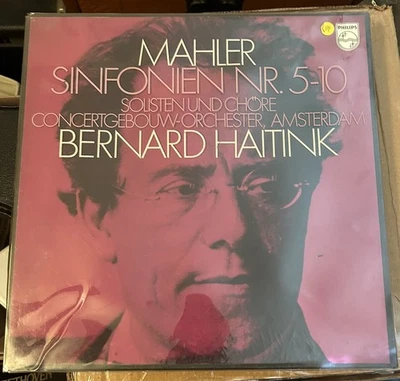 PHILIPS
MAHLER
SINFONIEN NR. 5-10
SOLISTEN UND CHÖRE
CONCERTGEBOUW-ORCHESTER, AMSTERDAM
BERNARD HAITINK